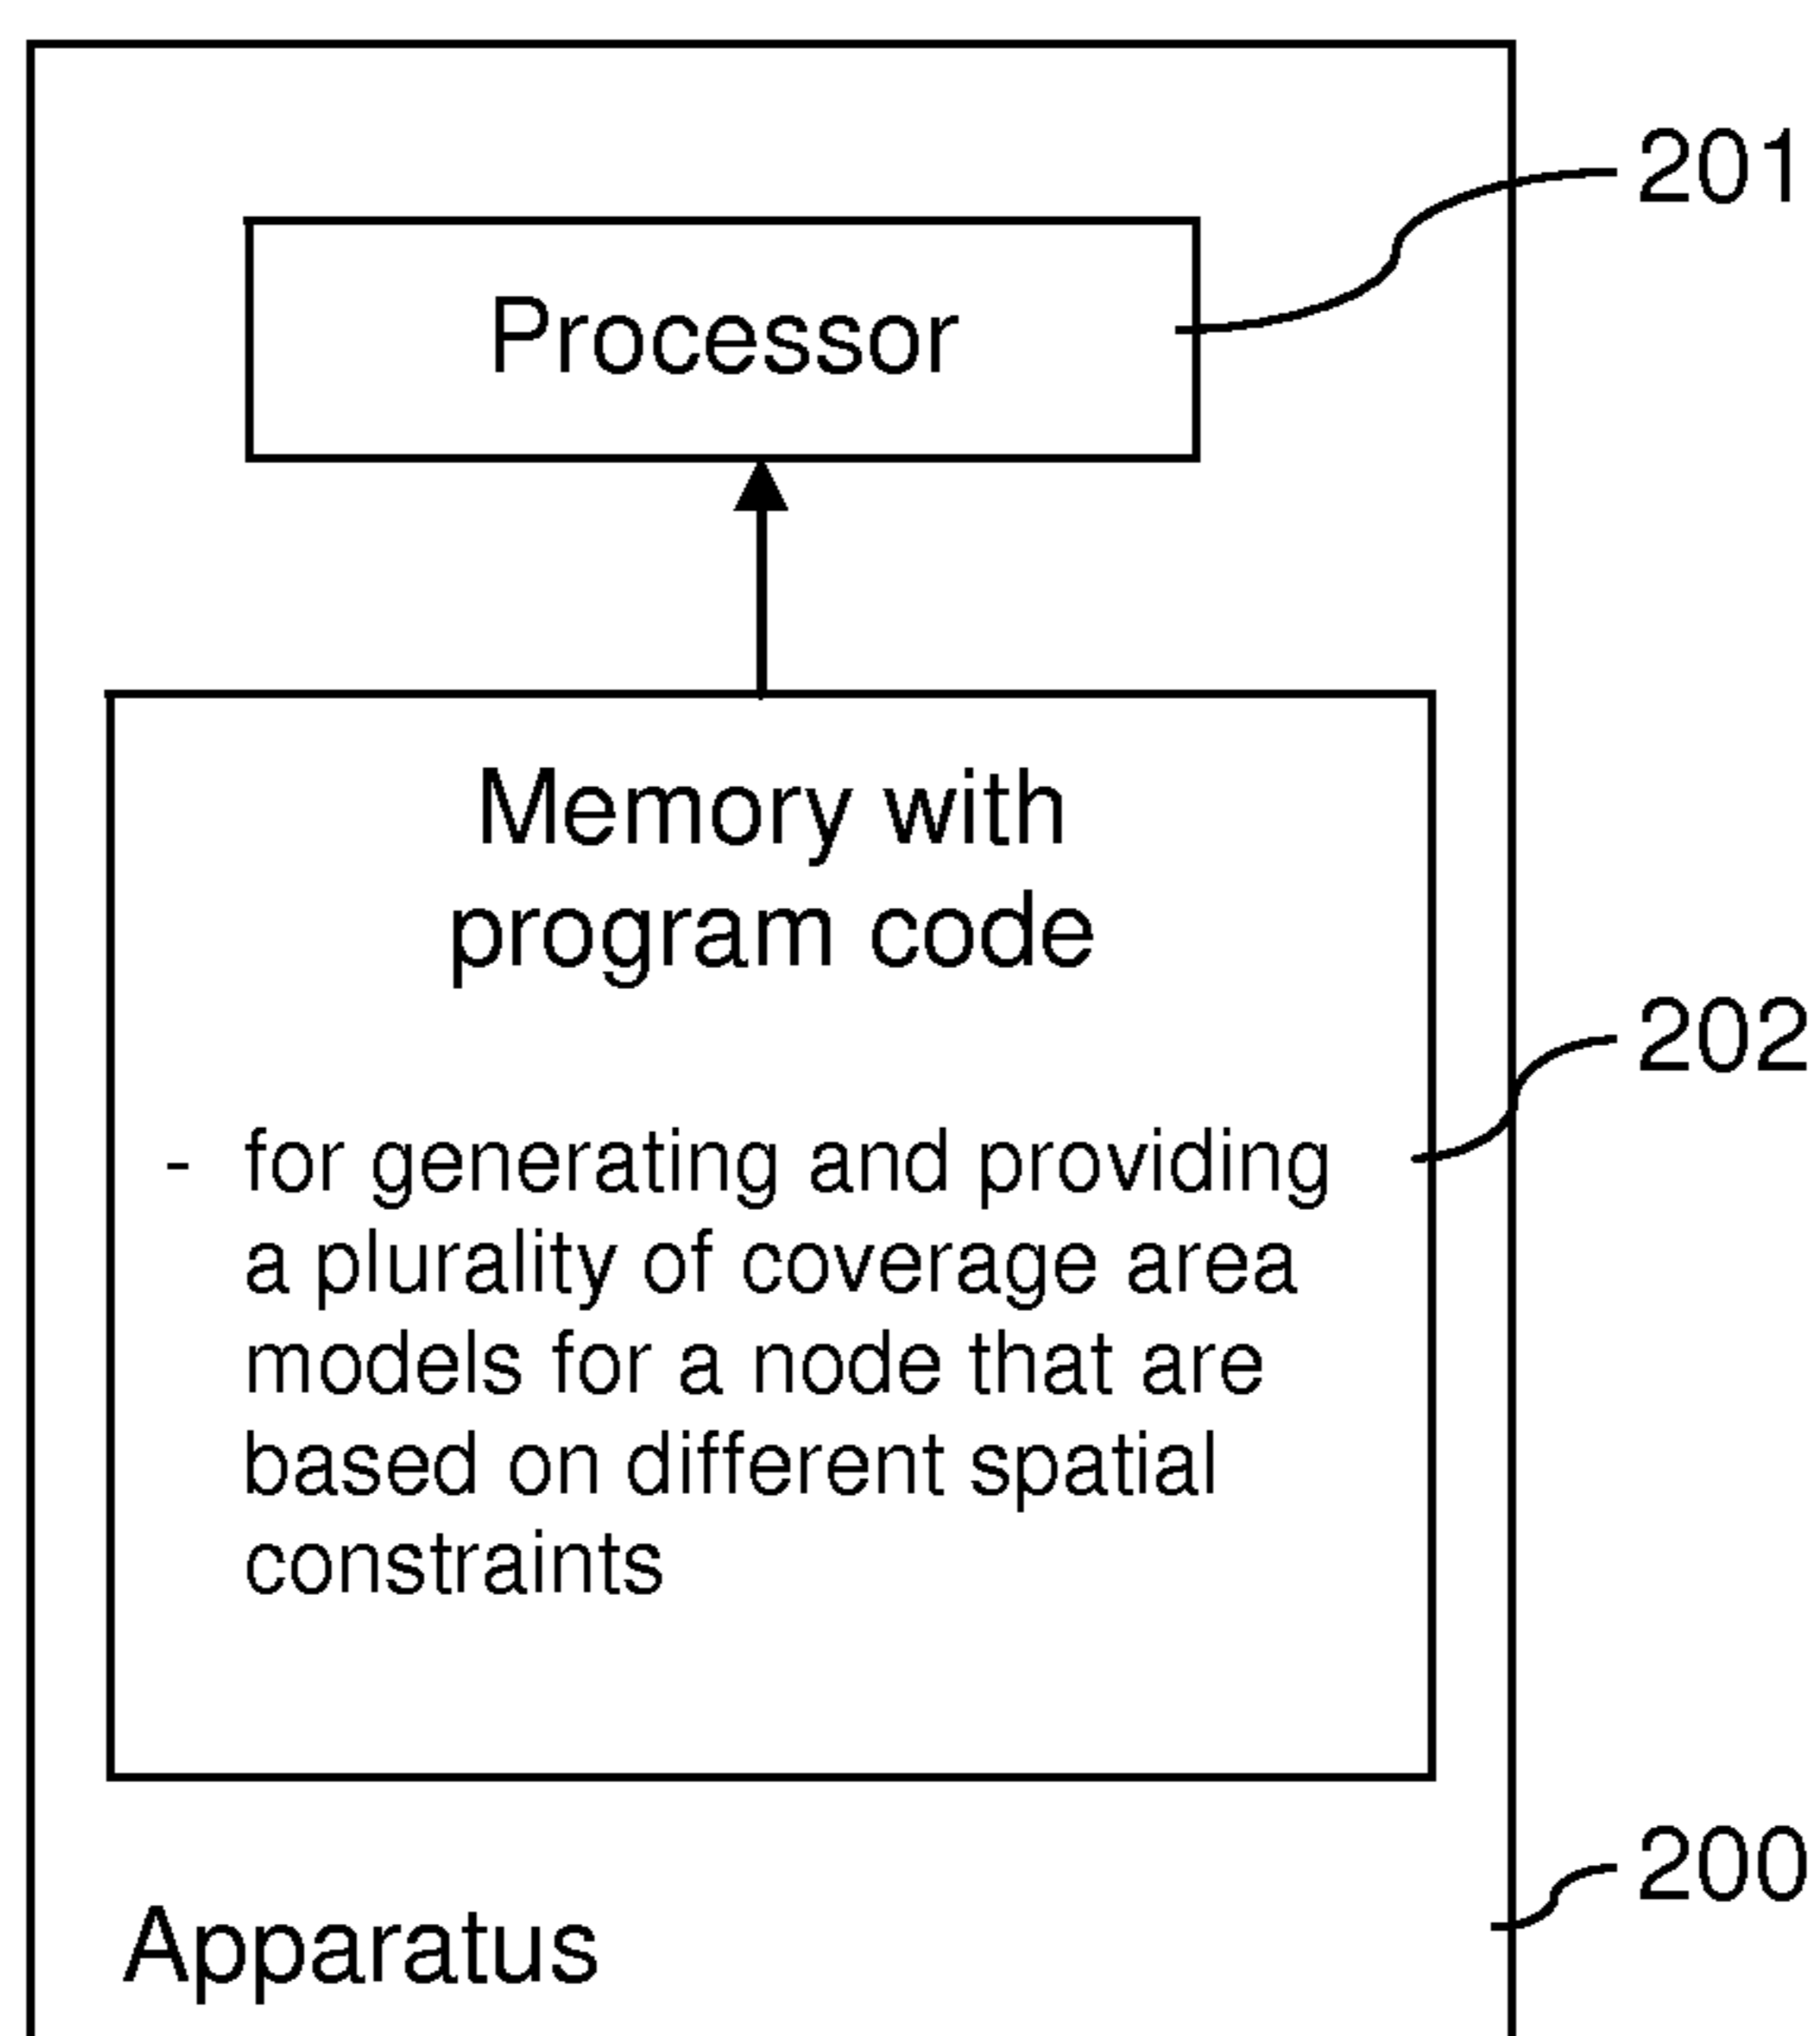 201
Processor
Memory with
program code
202
- for generating and providing
a plurality of coverage area
models for a node that are
based on different spatial
constraints
200
Apparatus